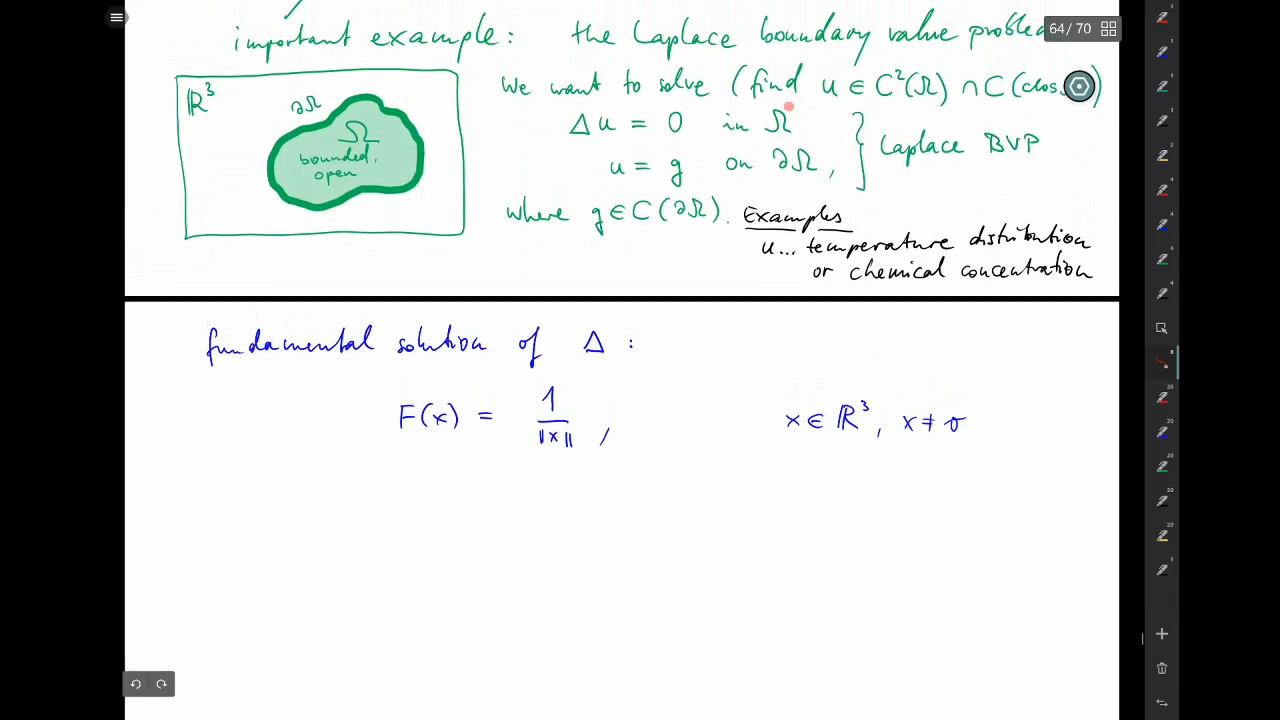 important example: the Laplace boundary value proble
64/70
ℝ³ ∂Ω
Ω
bounded,
open
we want to solve (find u ∈ C²(Ω) ∩ C(clos )
Δu = 0 in Ω
u = g on ∂Ω,
} Laplace BVP
where g ∈ C(∂Ω).
Examples
u... temperature distribution
or chemical concentration
fundamental solution of Δ:
F(x) = 1/‖x‖, x ∈ ℝ³, x ≠ 0